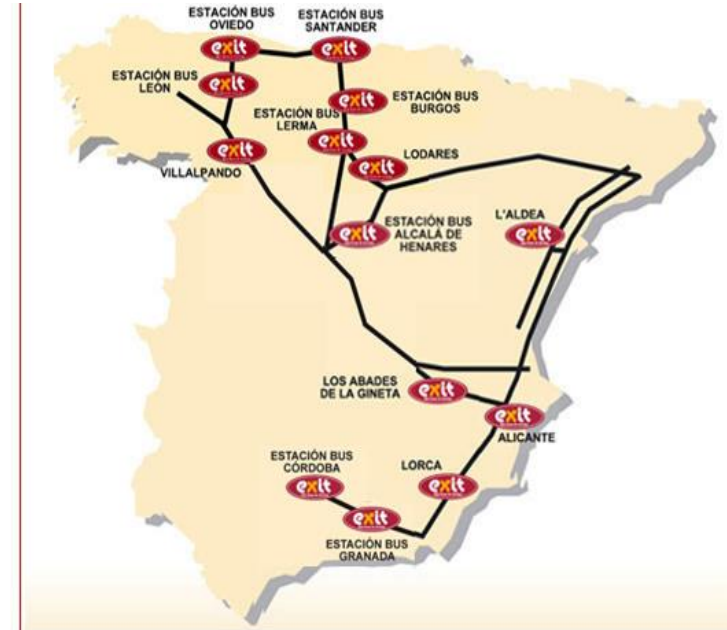 ESTACIÓN BUS
OVIEDO
exit
ESTACIÓN BUS
SANTANDER
exit
ESTACIÓN BUS
LEÓN
exit
exit
ESTACIÓN BUS
BURGOS
ESTACIÓN BUS
LERMA
exit
exit
VILLALPANDO
exit
LODARES
exit
ESTACIÓN BUS
ALCALÁ DE
HENARES
L'ALDEA
exit
LOS ABADES
DE LA GINETA
exit
exit
ALICANTE
ESTACIÓN BUS
CÓRDOBA
exit
LORCA
exit
exit
ESTACIÓN BUS
GRANADA